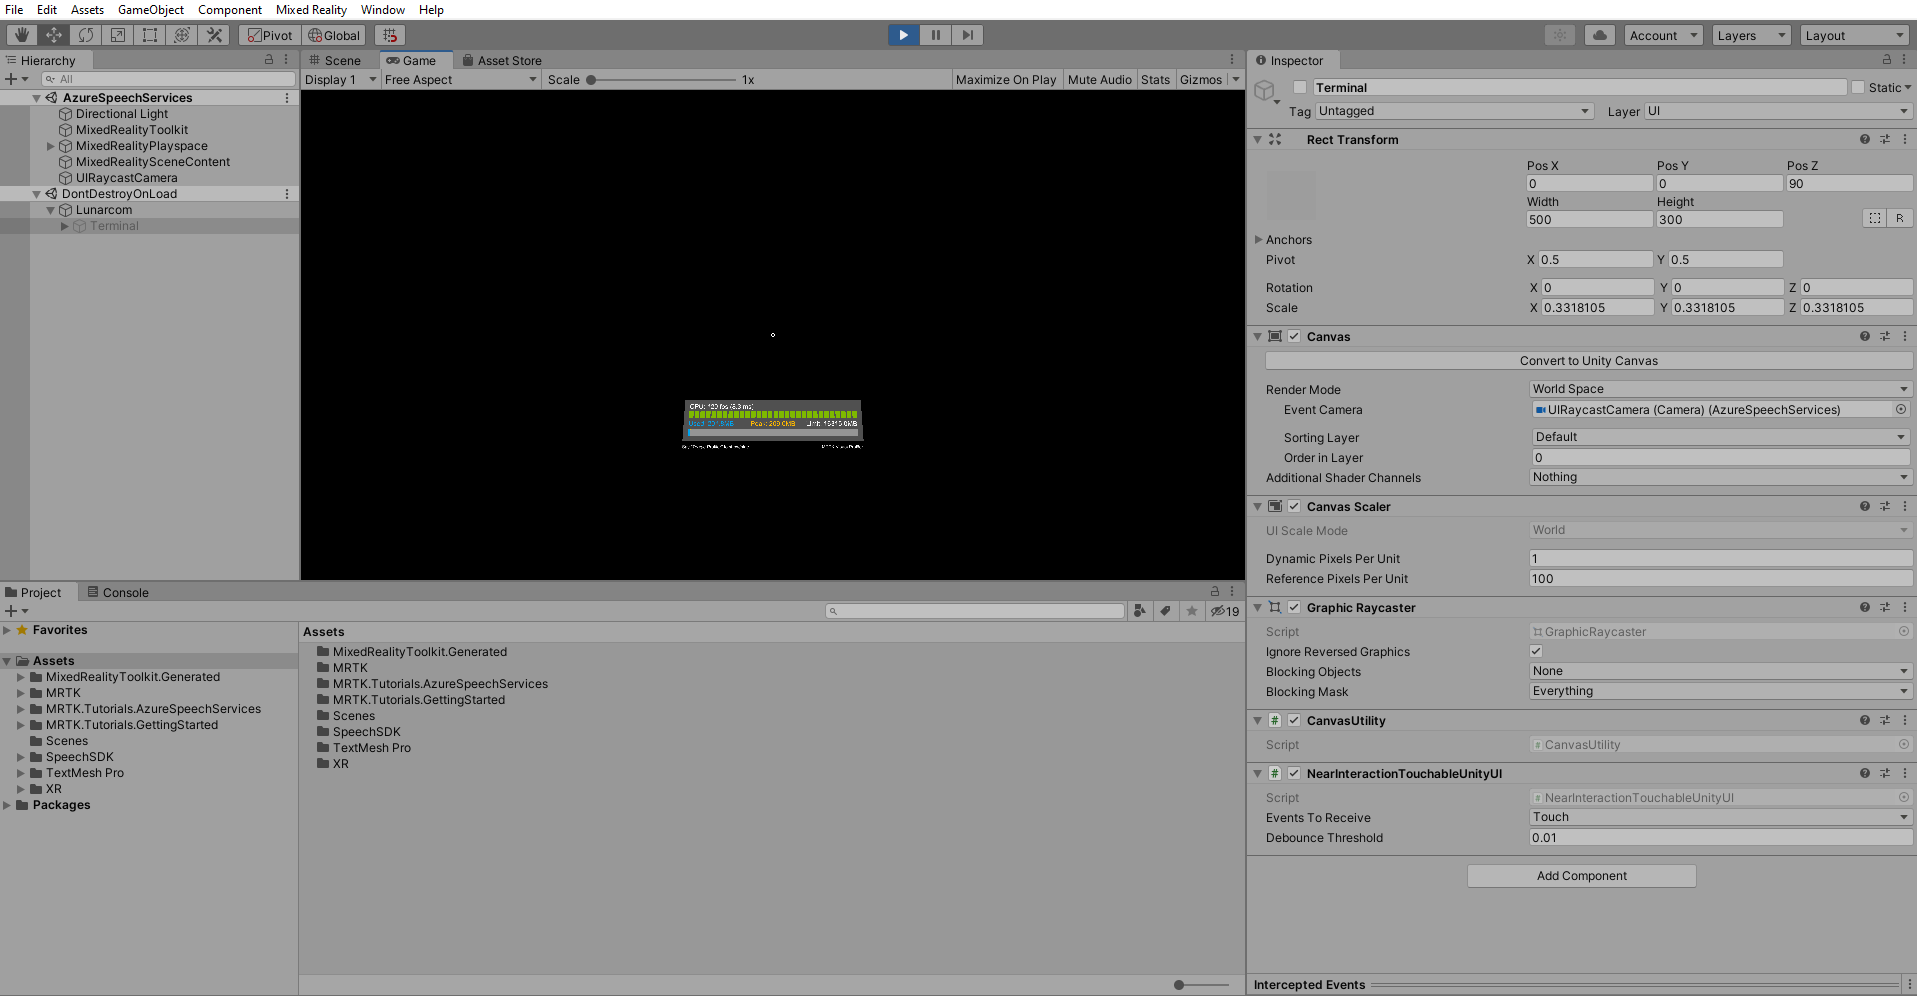 File Edit Assets GameObject Component Mixed Reality Window Help
Pivot Global Account Layers Layout
Hierarchy
All
AzureSpeechServices
Directional Light
MixedRealityToolkit
MixedRealityPlayspace
MixedRealitySceneContent
UIRaycastCamera
DontDestroyOnLoad
Lunarcom
Terminal
Scene Game Asset Store
Display 1 Free Aspect Scale 1x Maximize On Play Mute Audio Stats Gizmos
Limit: 16315.0MB
Project Console
19
Favorites
Assets
MixedRealityToolkit.Generated
MRTK
MRTK.Tutorials.AzureSpeechServices
MRTK.Tutorials.GettingStarted
Scenes
SpeechSDK
TextMesh Pro
XR
Packages
Assets
MixedRealityToolkit.Generated
MRTK
MRTK.Tutorials.AzureSpeechServices
MRTK.Tutorials.GettingStarted
Scenes
SpeechSDK
TextMesh Pro
XR
Inspector
Terminal Static
Tag Untagged Layer UI
Rect Transform
Pos X Pos Y Pos Z
0 0 90
Width Height
500 300 R
Anchors
Pivot X 0.5 Y 0.5
Rotation X 0 Y 0 Z 0
Scale X 0.3318105 Y 0.3318105 Z 0.3318105
Canvas
Convert to Unity Canvas
Render Mode World Space
Event Camera UIRaycastCamera (Camera) (AzureSpeechServices)
Sorting Layer Default
Order in Layer 0
Additional Shader Channels Nothing
Canvas Scaler
UI Scale Mode World
Dynamic Pixels Per Unit 1
Reference Pixels Per Unit 100
Graphic Raycaster
Script GraphicRaycaster
Ignore Reversed Graphics
Blocking Objects None
Blocking Mask Everything
# CanvasUtility
Script CanvasUtility
# NearInteractionTouchableUnityUI
Script NearInteractionTouchableUnityUI
Events To Receive Touch
Debounce Threshold 0.01
Add Component
Intercepted Events